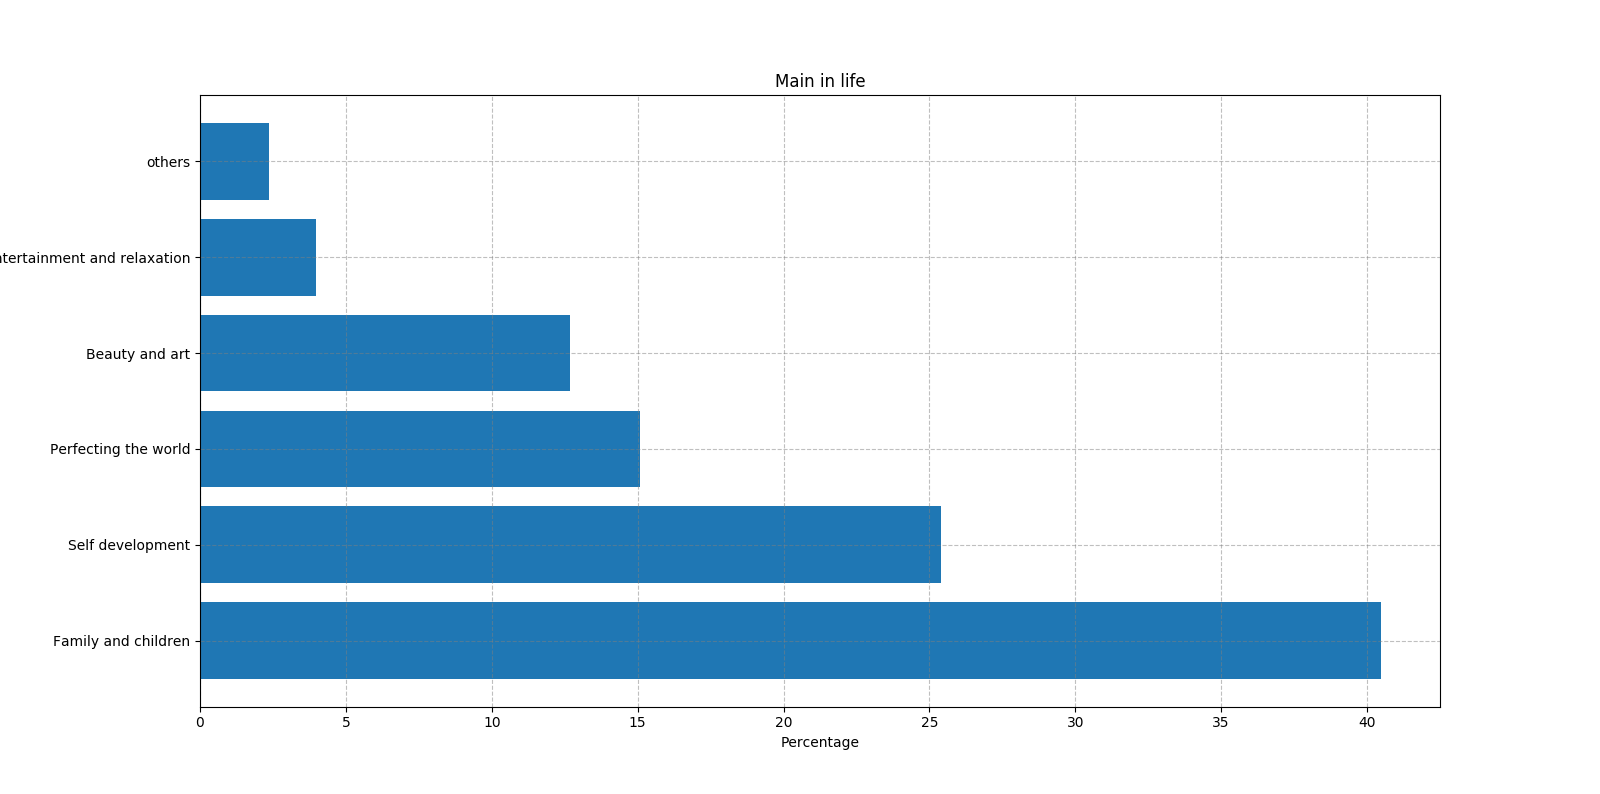 Main in life
others
ntertainment and relaxation
Beauty and art
Perfecting the world
Self development
Family and children
0 5 10 15 20 25 30 35 40
Percentage